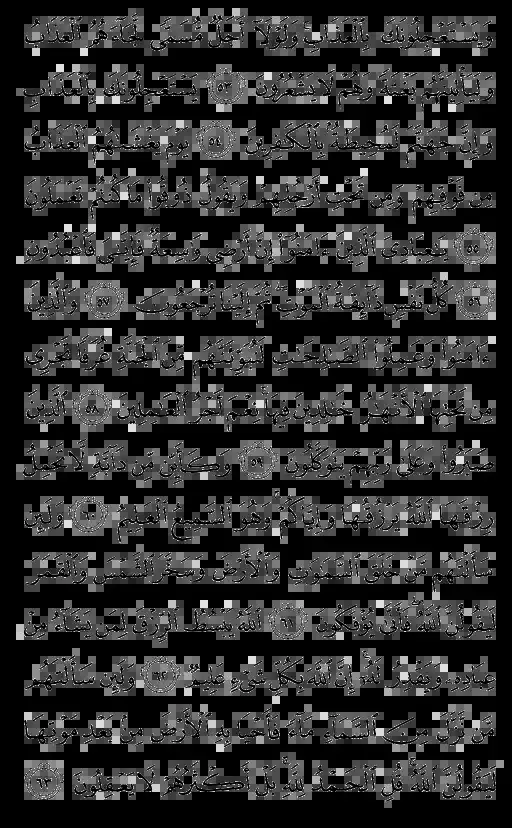 وَيَسْتَعْجِلُونَكَ بِالْعَذَابِ وَلَوْلَا أَجَلٌ مُسَمًّى لَجَاءَهُمُ الْعَذَابُ
وَلَيَأْتِيَنَّهُمْ بَغْتَةً وَهُمْ لَا يَشْعُرُونَ ٥٣ يَسْتَعْجِلُونَكَ بِالْعَذَابِ
وَإِنَّ جَهَنَّمَ لَمُحِيطَةٌ بِالْكَافِرِينَ ٥٤ يَوْمَ يَغْشَاهُمُ الْعَذَابُ
مِنْ فَوْقِهِمْ وَمِنْ تَحْتِ أَرْجُلِهِمْ وَيَقُولُ ذُوقُوا مَا كُنْتُمْ تَعْمَلُونَ
٥٥ يَا عِبَادِيَ الَّذِينَ آمَنُوا إِنَّ أَرْضِي وَاسِعَةٌ فَإِيَّايَ فَاعْبُدُونِ
٥٦ كُلُّ نَفْسٍ ذَائِقَةُ الْمَوْتِ ثُمَّ إِلَيْنَا تُرْجَعُونَ ٥٧ وَالَّذِينَ
آمَنُوا وَعَمِلُوا الصَّالِحَاتِ لَنُبَوِّئَنَّهُمْ مِنَ الْجَنَّةِ غُرَفًا تَجْرِي
مِنْ تَحْتِهَا الْأَنْهَارُ خَالِدِينَ فِيهَا نِعْمَ أَجْرُ الْعَامِلِينَ ٥٨ الَّذِينَ
صَبَرُوا وَعَلَى رَبِّهِمْ يَتَوَكَّلُونَ ٥٩ وَكَأَيِّنْ مِنْ دَابَّةٍ لَا تَحْمِلُ
رِزْقَهَا اللَّهُ يَرْزُقُهَا وَإِيَّاكُمْ وَهُوَ السَّمِيعُ الْعَلِيمُ ٦٠ وَلَئِنْ
سَأَلْتَهُمْ مَنْ خَلَقَ السَّمَاوَاتِ وَالْأَرْضَ وَسَخَّرَ الشَّمْسَ وَالْقَمَرَ
لَيَقُولُنَّ اللَّهُ فَأَنَّى يُؤْفَكُونَ ٦١ اللَّهُ يَبْسُطُ الرِّزْقَ لِمَنْ يَشَاءُ مِنْ
عِبَادِهِ وَيَقْدِرُ لَهُ إِنَّ اللَّهَ بِكُلِّ شَيْءٍ عَلِيمٌ ٦٢ وَلَئِنْ سَأَلْتَهُمْ
مَنْ نَزَّلَ مِنَ السَّمَاءِ مَاءً فَأَحْيَا بِهِ الْأَرْضَ مِنْ بَعْدِ مَوْتِهَا
لَيَقُولُنَّ اللَّهُ قُلِ الْحَمْدُ لِلَّهِ بَلْ أَكْثَرُهُمْ لَا يَعْقِلُونَ ٦٣